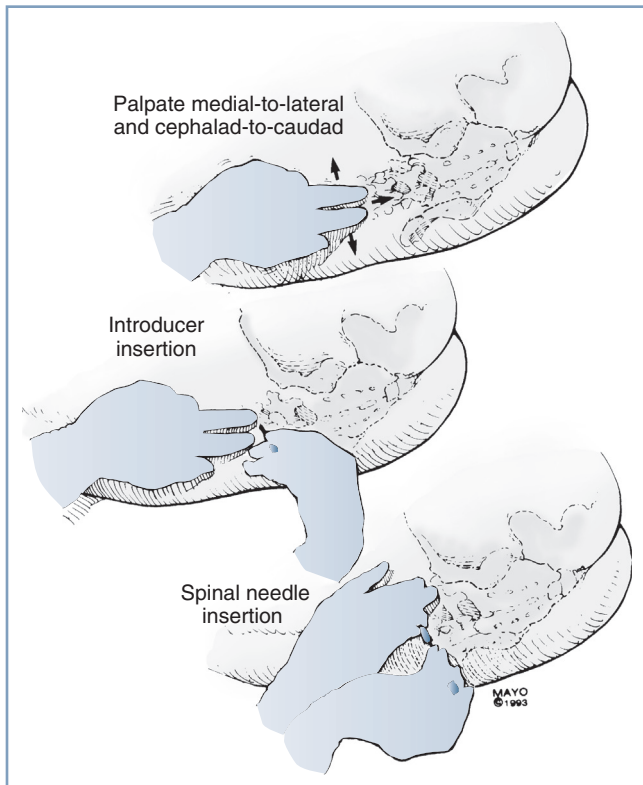 Palpate medial-to-lateral
and cephalad-to-caudad
Introducer
insertion
Spinal needle
insertion
MAYO
©1993